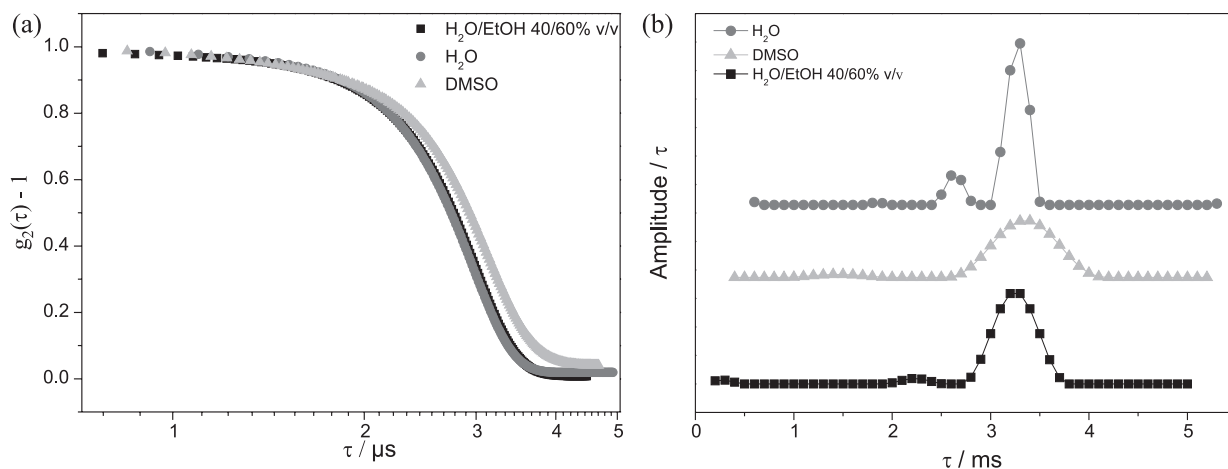 (a)
H₂O/EtOH 40/60% v/v
H₂O
DMSO
1.0
0.8
0.6
0.4
0.2
0.0
g₂(τ) - 1
1
2
3
4
5
τ / μs
(b)
H₂O
DMSO
H₂O/EtOH 40/60% v/v
Amplitude / τ
0
1
2
3
4
5
τ / ms